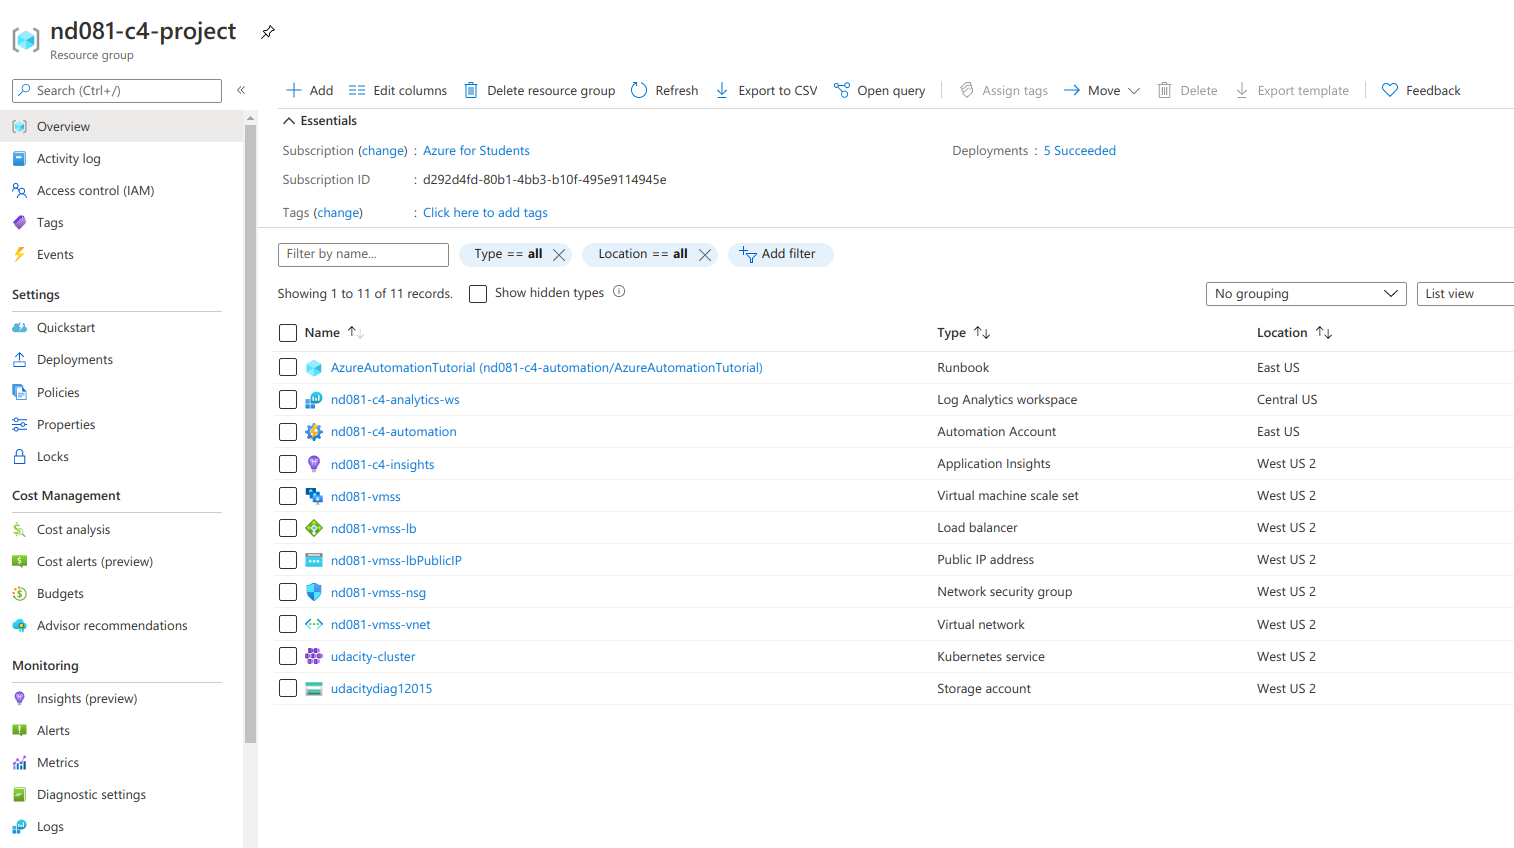 nd081-c4-project
Resource group
Search (Ctrl+/)
«
Add
Edit columns
Delete resource group
Refresh
Export to CSV
Open query
Assign tags
Move
Delete
Export template
Feedback
Overview
Activity log
Access control (IAM)
Tags
Events
Settings
Quickstart
Deployments
Policies
Properties
Locks
Cost Management
Cost analysis
Cost alerts (preview)
Budgets
Advisor recommendations
Monitoring
Insights (preview)
Alerts
Metrics
Diagnostic settings
Logs
Essentials
Subscription (change) : Azure for Students
Deployments : 5 Succeeded
Subscription ID : d292d4fd-80b1-4bb3-b10f-495e9114945e
Tags (change) : Click here to add tags
Filter by name...
Type == all
Location == all
Add filter
Showing 1 to 11 of 11 records.
Show hidden types
No grouping
List view
Name Type Location
AzureAutomationTutorial (nd081-c4-automation/AzureAutomationTutorial) Runbook East US
nd081-c4-analytics-ws Log Analytics workspace Central US
nd081-c4-automation Automation Account East US
nd081-c4-insights Application Insights West US 2
nd081-vmss Virtual machine scale set West US 2
nd081-vmss-lb Load balancer West US 2
nd081-vmss-lbPublicIP Public IP address West US 2
nd081-vmss-nsg Network security group West US 2
nd081-vmss-vnet Virtual network West US 2
udacity-cluster Kubernetes service West US 2
udacitydiag12015 Storage account West US 2